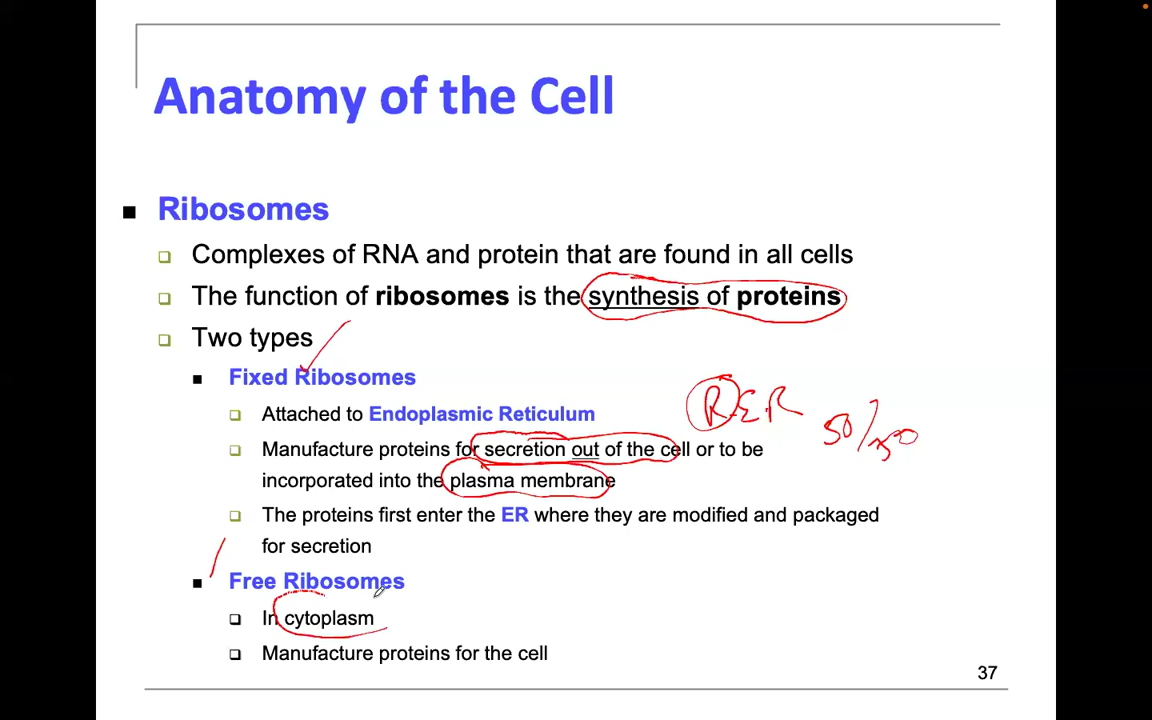 Anatomy of the Cell
Ribosomes
Complexes of RNA and protein that are found in all cells
The function of ribosomes is the synthesis of proteins
Two types
Fixed Ribosomes
Attached to Endoplasmic Reticulum
RER
50/50
Manufacture proteins for secretion out of the cell or to be
incorporated into the plasma membrane
The proteins first enter the ER where they are modified and packaged
for secretion
Free Ribosomes
In cytoplasm
Manufacture proteins for the cell
37